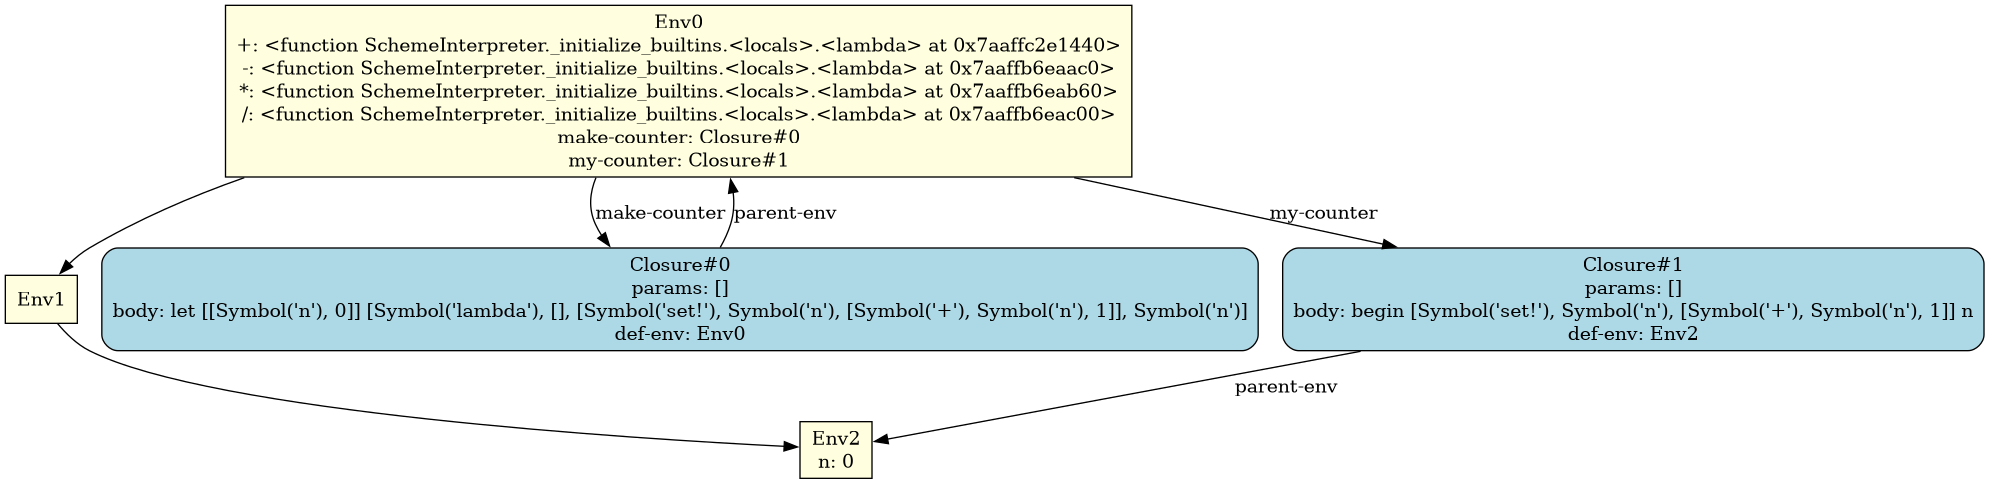 Env0
+: <function SchemeInterpreter._initialize_builtins.<locals>.<lambda> at 0x7aaffc2e1440>
-: <function SchemeInterpreter._initialize_builtins.<locals>.<lambda> at 0x7aaffb6eaac0>
*: <function SchemeInterpreter._initialize_builtins.<locals>.<lambda> at 0x7aaffb6eab60>
/: <function SchemeInterpreter._initialize_builtins.<locals>.<lambda> at 0x7aaffb6eac00>
make-counter: Closure#0
my-counter: Closure#1
make-counter
parent-env
my-counter
Env1
Closure#0
params: []
body: let [[Symbol('n'), 0]] [Symbol('lambda'), [], [Symbol('set!'), Symbol('n'), [Symbol('+'), Symbol('n'), 1]], Symbol('n')]
def-env: Env0
Closure#1
params: []
body: begin [Symbol('set!'), Symbol('n'), [Symbol('+'), Symbol('n'), 1]] n
def-env: Env2
parent-env
Env2
n: 0